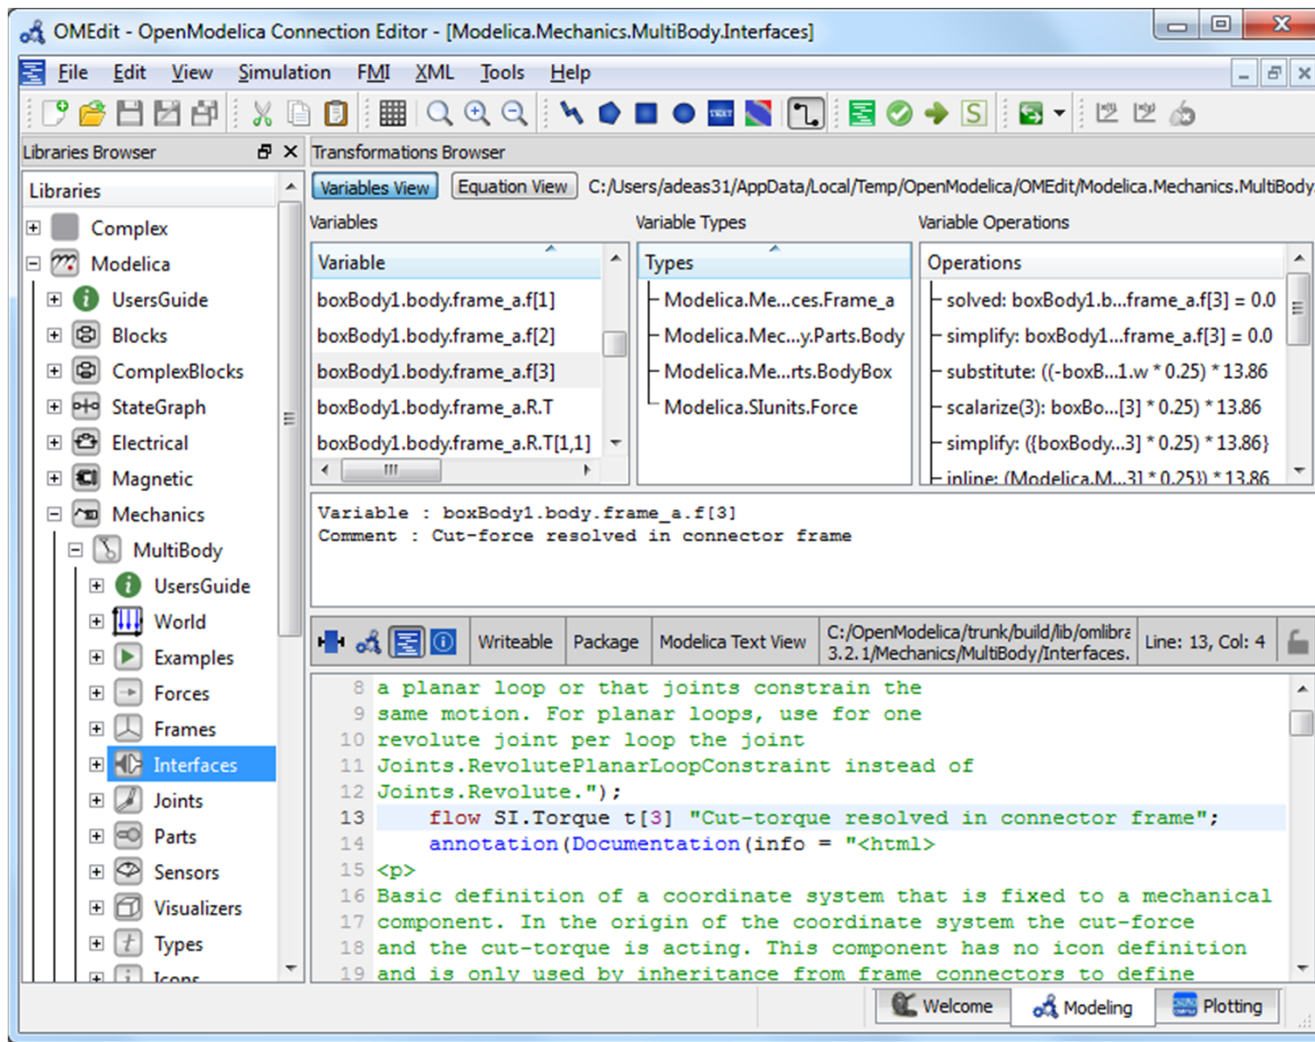 OMEdit - OpenModelica Connection Editor - [Modelica.Mechanics.MultiBody.Interfaces]
File Edit View Simulation FMI XML Tools Help
TEXT S
Libraries Browser
Libraries
Complex
Modelica
UsersGuide
Blocks
ComplexBlocks
StateGraph
Electrical
Magnetic
Mechanics
MultiBody
UsersGuide
World
Examples
Forces
Frames
Interfaces
Joints
Parts
Sensors
Visualizers
Types
Icons
Transformations Browser
Variables View Equation View C:/Users/adeas31/AppData/Local/Temp/OpenModelica/OMEdit/Modelica.Mechanics.MultiBody.
Variables
Variable
boxBody1.body.frame_a.f[1]
boxBody1.body.frame_a.f[2]
boxBody1.body.frame_a.f[3]
boxBody1.body.frame_a.R.T
boxBody1.body.frame_a.R.T[1,1]
Variable Types
Types
Modelica.Me...ces.Frame_a
Modelica.Mec...y.Parts.Body
Modelica.Me...rts.BodyBox
Modelica.SIunits.Force
Variable Operations
Operations
solved: boxBody1.b...frame_a.f[3] = 0.0
simplify: boxBody1...frame_a.f[3] = 0.0
substitute: ((-boxB...1.w * 0.25) * 13.86
scalarize(3): boxBo...[3] * 0.25) * 13.86
simplify: ({boxBody...3] * 0.25) * 13.86}
inline: (Modelica.M...3] * 0.25}) * 13.86
Variable : boxBody1.body.frame_a.f[3]
Comment : Cut-force resolved in connector frame
Writeable Package Modelica Text View C:/OpenModelica/trunk/build/lib/omlibra
3.2.1/Mechanics/MultiBody/Interfaces. Line: 13, Col: 4
8 a planar loop or that joints constrain the
9 same motion. For planar loops, use for one
10 revolute joint per loop the joint
11 Joints.RevolutePlanarLoopConstraint instead of
12 Joints.Revolute.");
13 flow SI.Torque t[3] "Cut-torque resolved in connector frame";
14 annotation(Documentation(info = "<html>
15 <p>
16 Basic definition of a coordinate system that is fixed to a mechanical
17 component. In the origin of the coordinate system the cut-force
18 and the cut-torque is acting. This component has no icon definition
19 and is only used by inheritance from frame connectors to define
Welcome Modeling Plotting